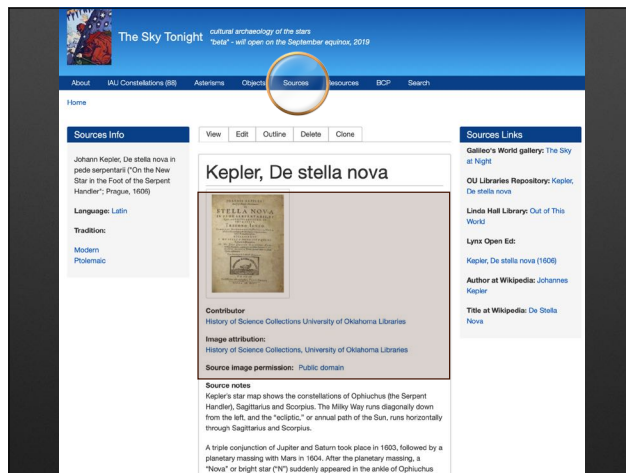 The Sky Tonight
cultural archaeology of the stars
"beta" - will open on the September equinox, 2019
About IAU Constellations (88) Asterisms Objects Sources Resources BCP Search
Home
Sources Info
Johann Kepler, De stella nova in
pede serpentarii ("On the New
Star in the Foot of the Serpent
Handler"; Prague, 1606)
Language: Latin
Tradition:
Modern
Ptolemaic
View Edit Outline Delete Clone
Kepler, De stella nova
STELLA NOVA
Contributor
History of Science Collections University of Oklahoma Libraries
Image attribution:
History of Science Collections, University of Oklahoma Libraries
Source image permission: Public domain
Source notes
Kepler's star map shows the constellations of Ophiuchus (the Serpent
Handler), Sagittarius and Scorpius. The Milky Way runs diagonally down
from the left, and the "ecliptic," or annual path of the Sun, runs horizontally
through Sagittarius and Scorpius.
A triple conjunction of Jupiter and Saturn took place in 1603, followed by a
planetary massing with Mars in 1604. After the planetary massing, a
"Nova" or bright star ("N") suddenly appeared in the ankle of Ophiuchus
Sources Links
Galileo's World gallery: The Sky
at Night
OU Libraries Repository: Kepler,
De stella nova
Linda Hall Library: Out of This
World
Lynx Open Ed:
Kepler, De stella nova (1606)
Author at Wikipedia: Johannes
Kepler
Title at Wikipedia: De Stella
Nova